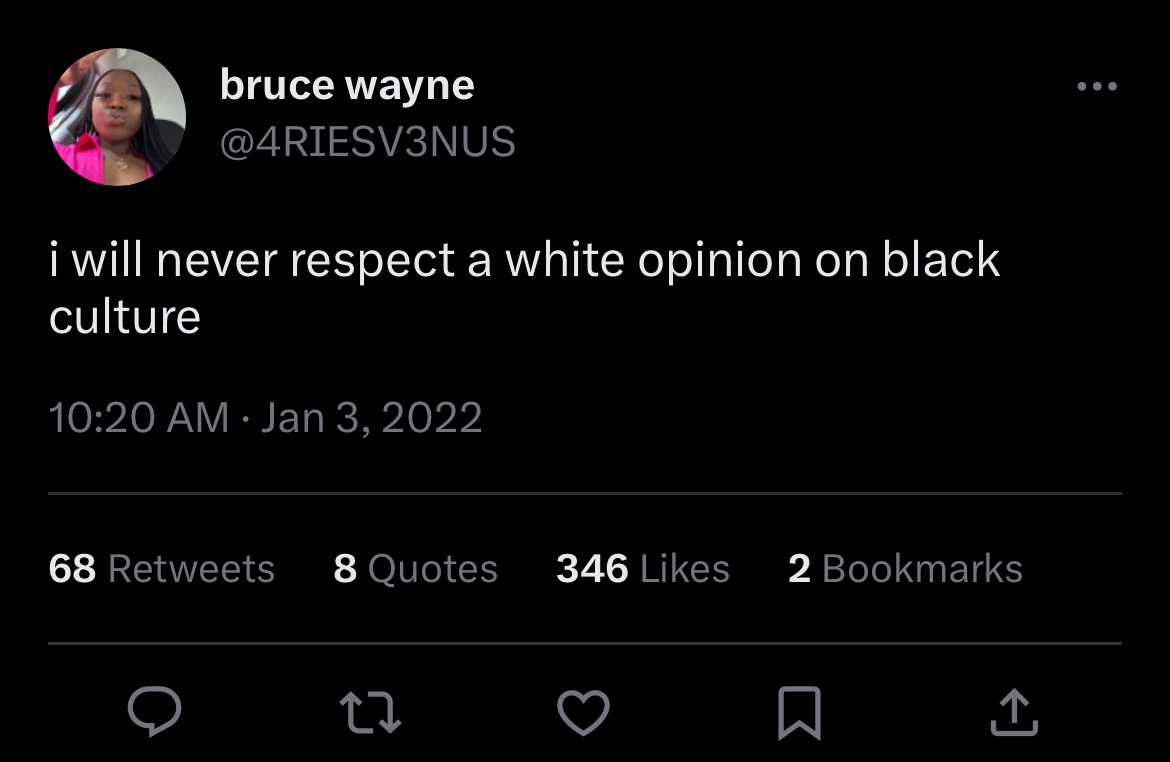 bruce wayne
@4RIESV3NUS
i will never respect a white opinion on black
culture
10:20 AM · Jan 3, 2022
68 Retweets 8 Quotes 346 Likes 2 Bookmarks